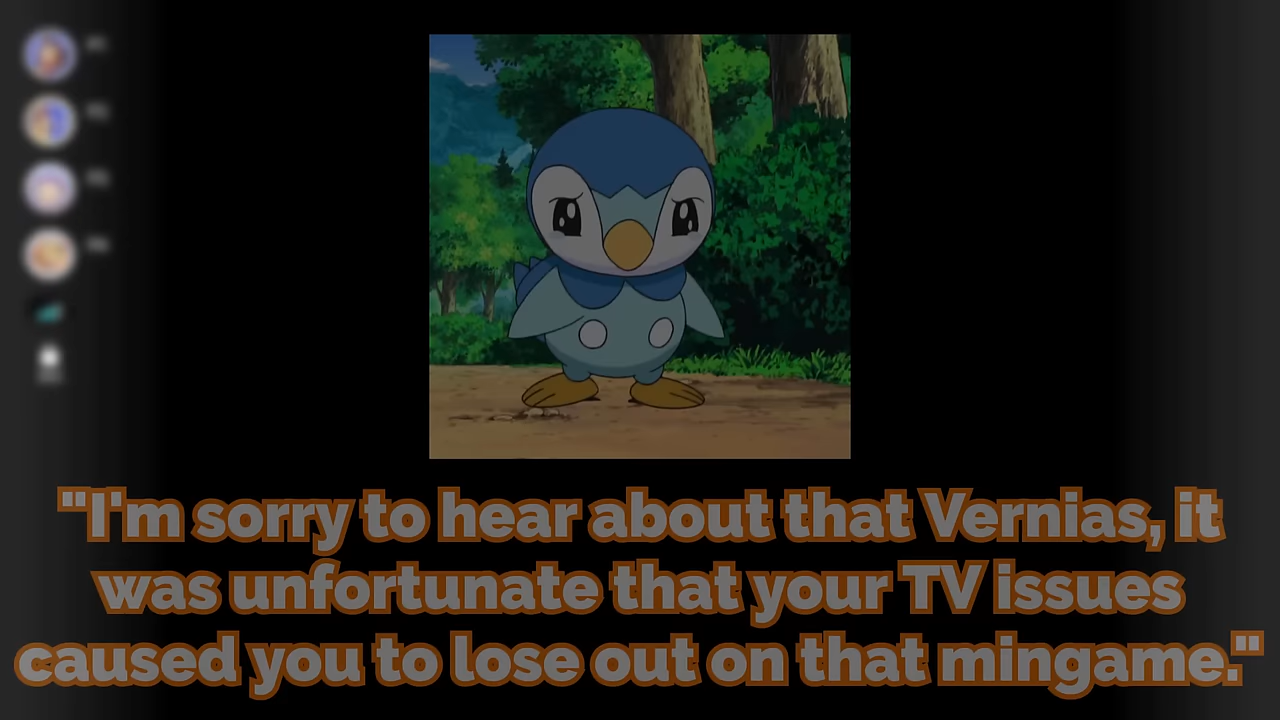 "I'm sorry to hear about that Vernias, it
was unfortunate that your TV issues
caused you to lose out on that mingame."